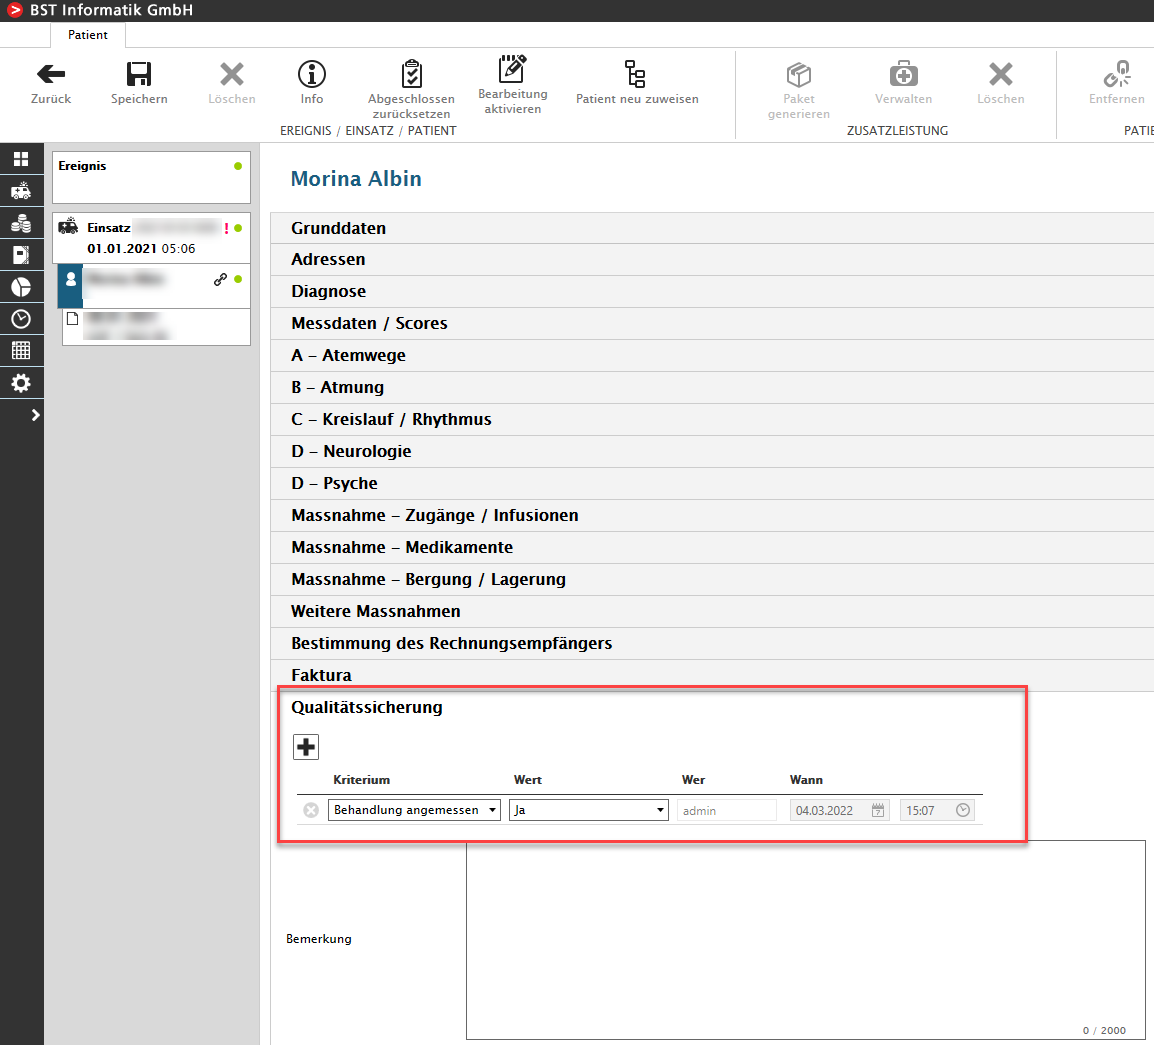 BST Informatik GmbH
Patient
Zurück
Speichern
Löschen
Info
Abgeschlossen
zurücksetzen
Bearbeitung
aktivieren
Patient neu zuweisen
EREIGNIS / EINSATZ / PATIENT
Paket
generieren
Verwalten
Löschen
ZUSATZLEISTUNG
Entfernen
PATIE
Ereignis
Einsatz !
01.01.2021 05:06
Morina Albin
Grunddaten
Adressen
Diagnose
Messdaten / Scores
A – Atemwege
B – Atmung
C – Kreislauf / Rhythmus
D – Neurologie
D – Psyche
Massnahme – Zugänge / Infusionen
Massnahme – Medikamente
Massnahme – Bergung / Lagerung
Weitere Massnahmen
Bestimmung des Rechnungsempfängers
Faktura
Qualitätssicherung
Kriterium Wert Wer Wann
Behandlung angemessen Ja admin 04.03.2022 15:07
Bemerkung
0 / 2000